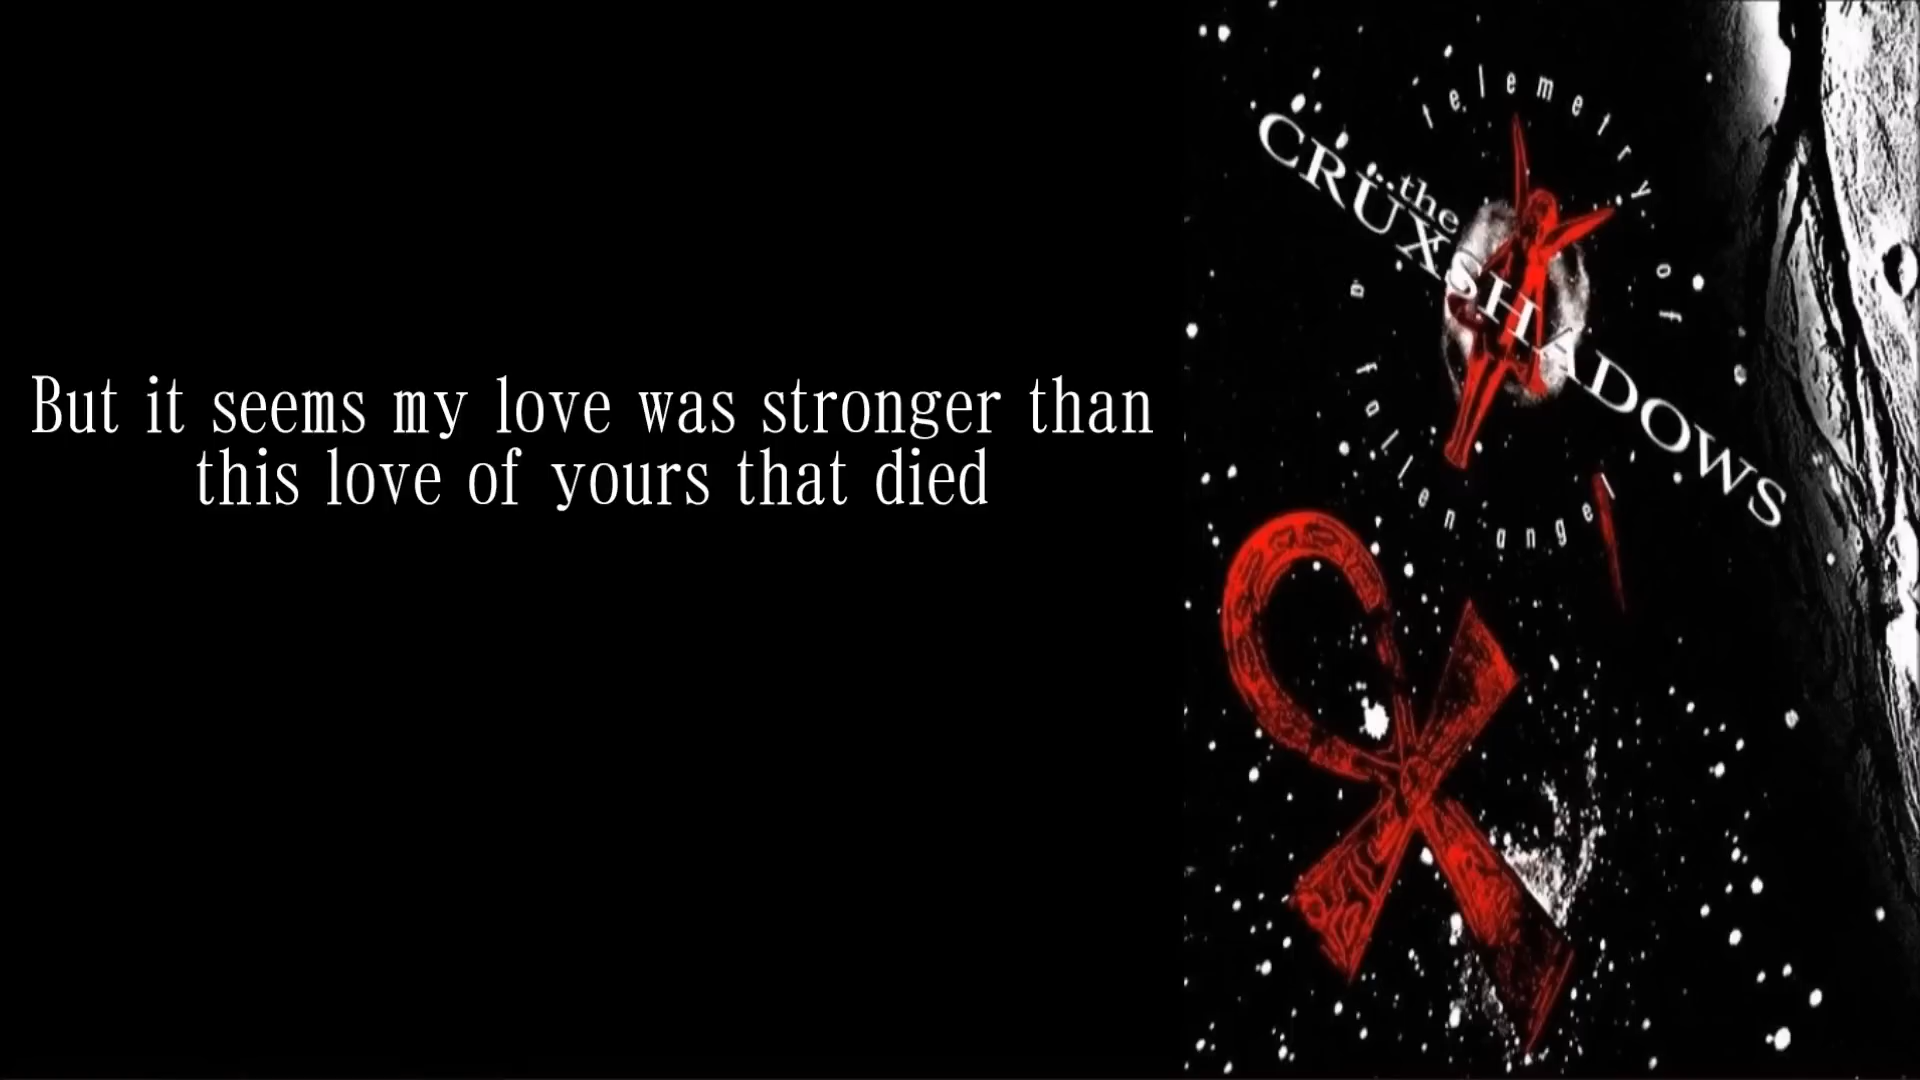 But it seems my love was stronger than
this love of yours that died
telemetry of a fallen angel
...the
CRUXSHADOWS